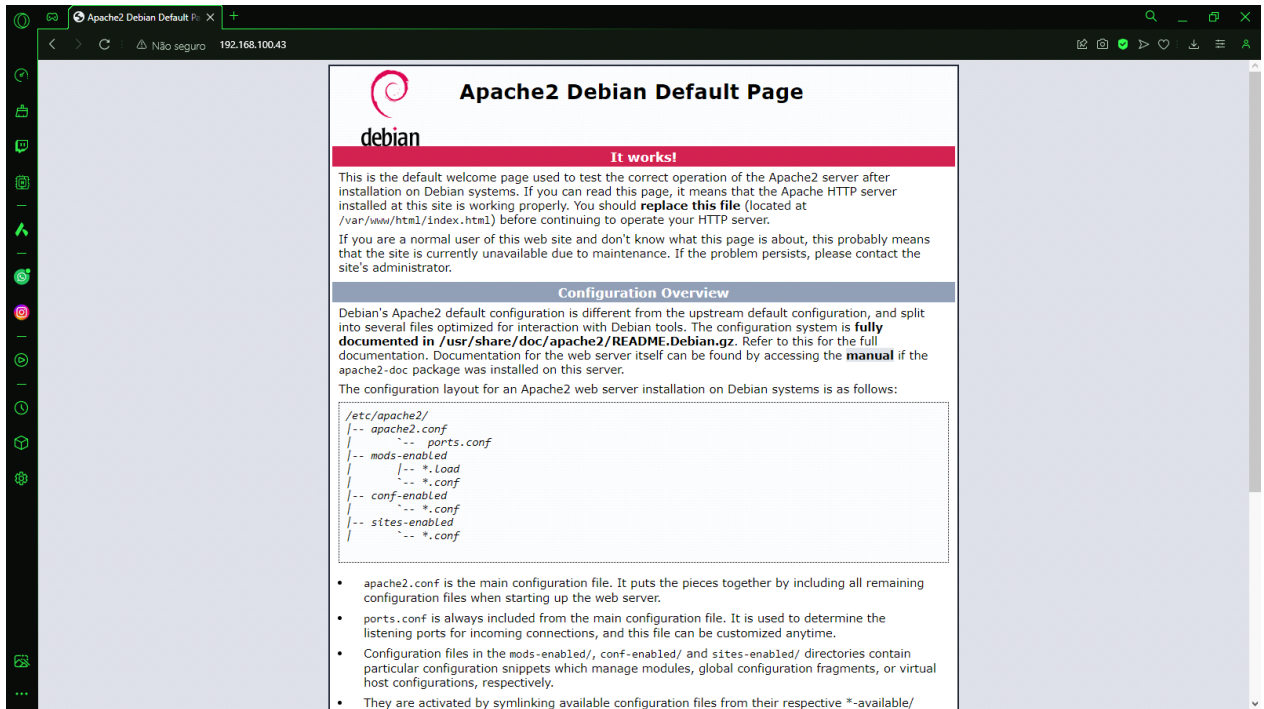 Apache2 Debian Default Pa
Não seguro 192.168.100.43
debian
Apache2 Debian Default Page
It works!
This is the default welcome page used to test the correct operation of the Apache2 server after
installation on Debian systems. If you can read this page, it means that the Apache HTTP server
installed at this site is working properly. You should replace this file (located at
/var/www/html/index.html) before continuing to operate your HTTP server.
If you are a normal user of this web site and don't know what this page is about, this probably means
that the site is currently unavailable due to maintenance. If the problem persists, please contact the
site's administrator.
Configuration Overview
Debian's Apache2 default configuration is different from the upstream default configuration, and split
into several files optimized for interaction with Debian tools. The configuration system is fully
documented in /usr/share/doc/apache2/README.Debian.gz. Refer to this for the full
documentation. Documentation for the web server itself can be found by accessing the manual if the
apache2-doc package was installed on this server.
The configuration layout for an Apache2 web server installation on Debian systems is as follows:
/etc/apache2/
|-- apache2.conf
|       `--  ports.conf
|-- mods-enabled
|       |-- *.load
|       `-- *.conf
|-- conf-enabled
|       `-- *.conf
|-- sites-enabled
|       `-- *.conf
• apache2.conf is the main configuration file. It puts the pieces together by including all remaining
configuration files when starting up the web server.
• ports.conf is always included from the main configuration file. It is used to determine the
listening ports for incoming connections, and this file can be customized anytime.
• Configuration files in the mods-enabled/, conf-enabled/ and sites-enabled/ directories contain
particular configuration snippets which manage modules, global configuration fragments, or virtual
host configurations, respectively.
• They are activated by symlinking available configuration files from their respective *-available/